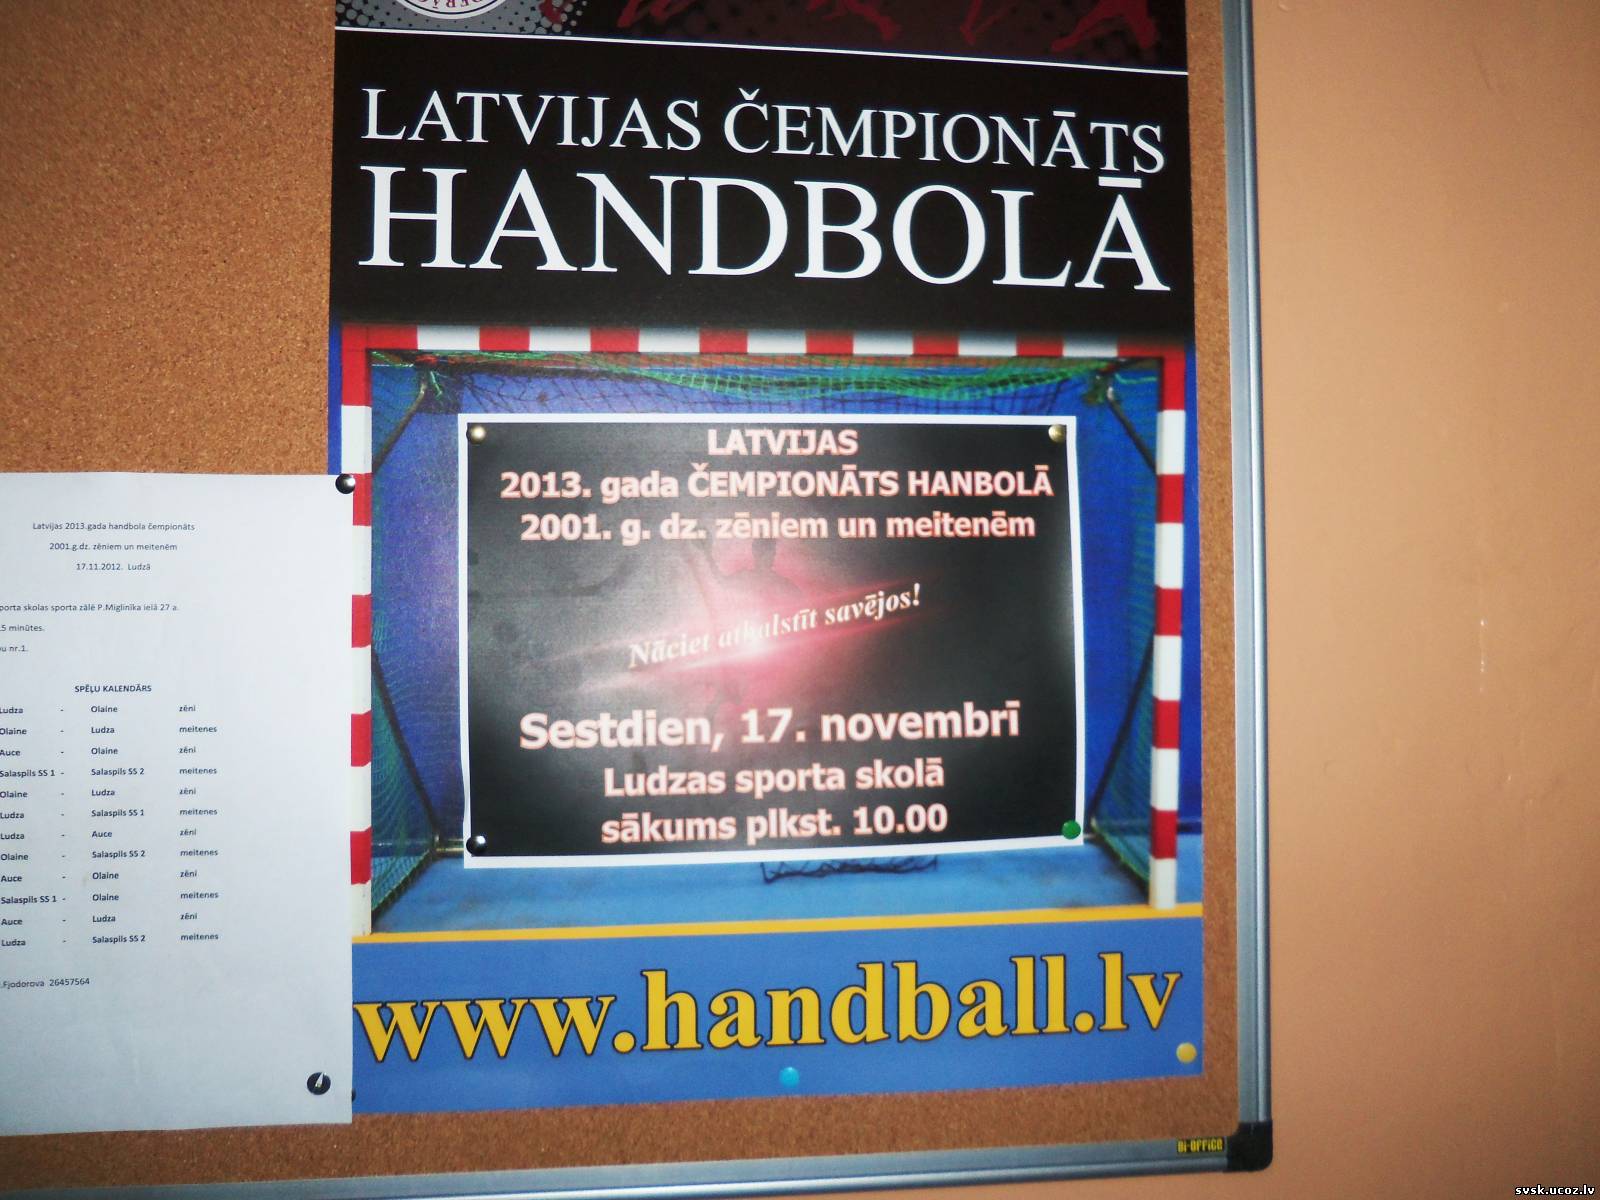 LATVIJAS ČEMPIONĀTS
HANDBOLĀ
LATVIJAS
2013. gada ČEMPIONĀTS HANBOLĀ
2001. g. dz. zēniem un meitenēm
Nāciet atbalstīt savējos!
Sestdien, 17. novembrī
Ludzas sporta skolā
sākums plkst. 10.00
www.handball.lv
Latvijas 2013.gada handbola čempionāts
2001.g.dz. zēniem un meitenēm
17.11.2012. Ludzā
skolas sporta zālē P.Miglinīka ielā 27 a.
minūtes.
nr.1.
SPĒĻU KALENDĀRS
Ludza - Olaine zēni
Olaine - Ludza meitenes
Auce - Olaine zēni
Salaspils SS 1 - Salaspils SS 2 meitenes
Olaine - Ludza zēni
Ludza - Salaspils SS 1 meitenes
Ludza - Auce zēni
Olaine - Salaspils SS 2 meitenes
Auce - Olaine zēni
Salaspils SS 1 - Olaine meitenes
Auce - Ludza zēni
Ludza - Salaspils SS 2 meitenes
.Fjodorova 26457564
Bi-OFFICE
svsk.ucoz.lv